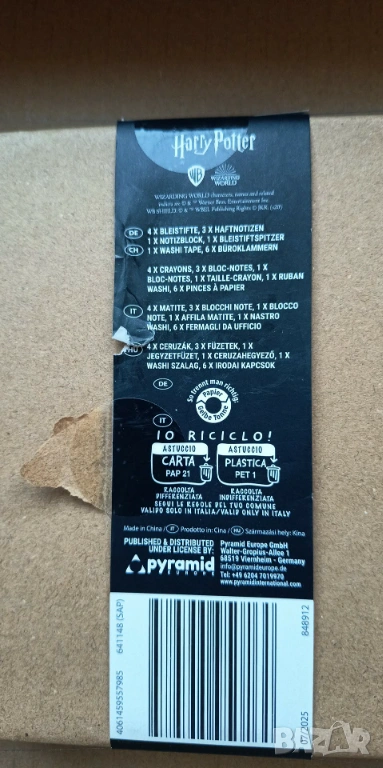 Harry Potter
WB
WIZARDING WORLD
WIZARDING WORLD characters, names and related
indicia are © & ™ Warner Bros. Entertainment Inc.
WB SHIELD: © & ™ WBEI. Publishing Rights © JKR. (s20)
DE 4 X BLEISTIFTE, 3 X HAFTNOTIZEN
1 X NOTIZBLOCK, 1 X BLEISTIFTSPITZER
CH 1 X WASHI TAPE, 6 X BÜROKLAMMERN
4 X CRAYONS, 3 X BLOC-NOTES, 1 X
BLOC-NOTES, 1 X TAILLE-CRAYON, 1 X RUBAN
WASHI, 6 X PINCES À PAPIER
IT 4 X MATITE, 3 X BLOCCHI NOTE, 1 X BLOCCO
NOTE, 1 X AFFILA MATITE, 1 X NASTRO
WASHI, 6 X FERMAGLI DA UFFICIO
HU 4 X CERUZÁK, 3 X FÜZETEK, 1 X
JEGYZETFÜZET, 1 X CERUZAHEGYEZŐ, 1 X
WASHI SZALAG, 6 X IRODAI KAPCSOK
DE
So trennt man richtig:
Papier
Gelbe Tonne
IT
IO RICICLO!
ASTUCCIO
CARTA
PAP 21
RACCOLTA
DIFFERENZIATA
ASTUCCIO
PLASTICA
PET 1
RACCOLTA
INDIFFERENZIATA
SEGUI LE REGOLE DEL TUO COMUNE
VALIDO SOLO IN ITALIA/VALID ONLY IN ITALY
Made in China / IT Prodotto in Cina / HU Származási hely: Kína
PUBLISHED & DISTRIBUTED
UNDER LICENSE BY:
pyramid
EUROPE
Pyramid Europe GmbH
Walter-Gropius-Allee 1
68519 Viernheim - Germany
info@pyramideurope.de
Tel: +49 6204 7019970
www.pyramidinternational.com
4061459557985
641148 (SAP)
848912
07/2025
BAZAR